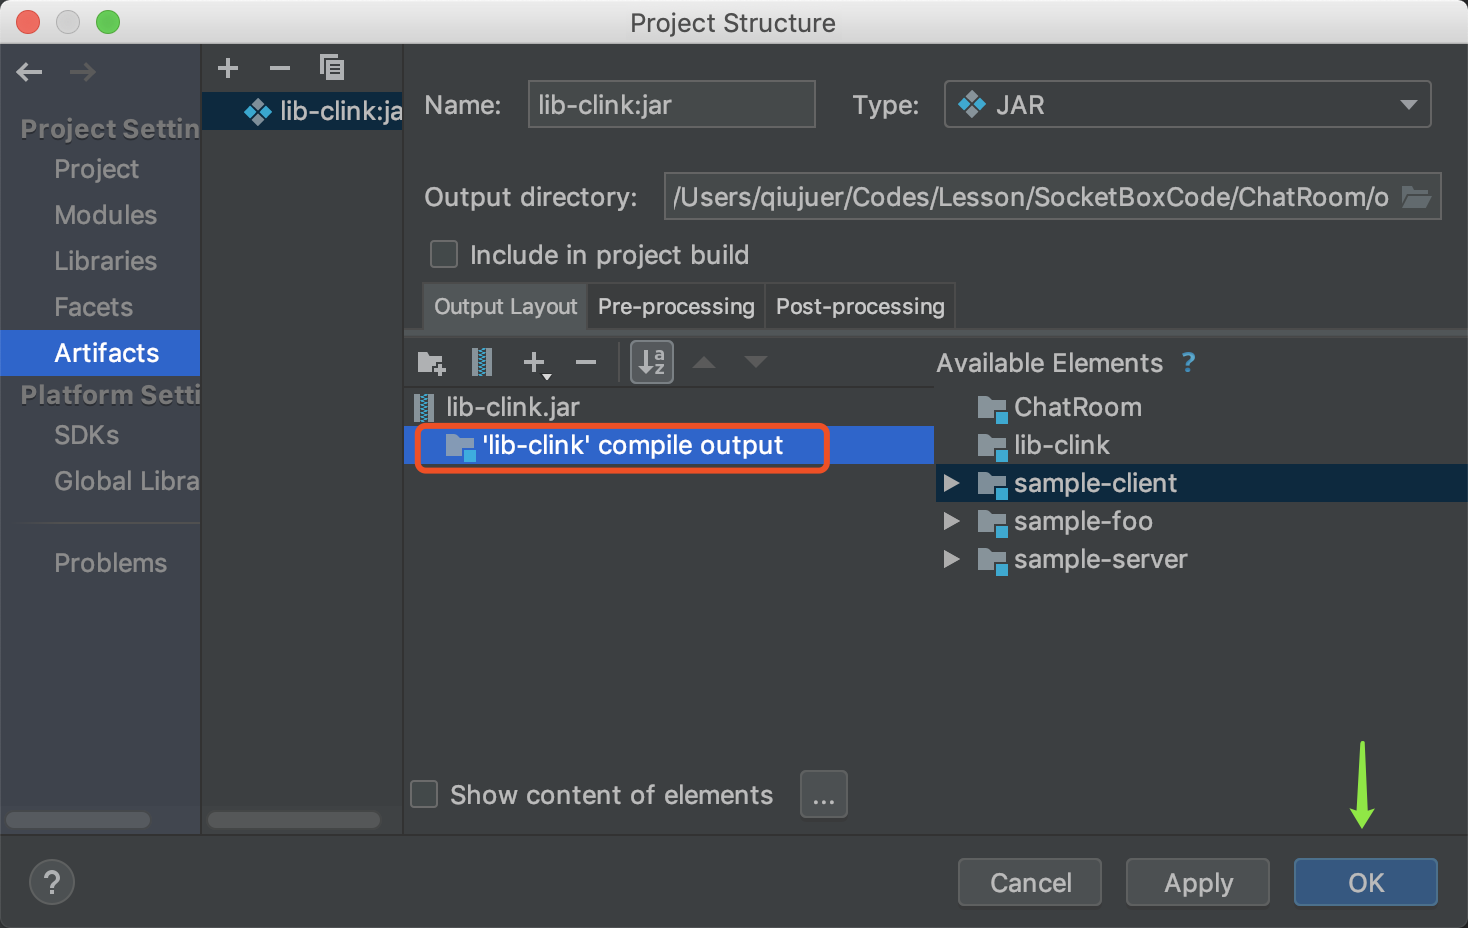 Project Structure
Project Settin
Project
Modules
Libraries
Facets
Artifacts
Platform Setti
SDKs
Global Libra
Problems
lib-clink:ja
Name: lib-clink:jar Type: JAR
Output directory: /Users/qiujuer/Codes/Lesson/SocketBoxCode/ChatRoom/o
Include in project build
Output Layout Pre-processing Post-processing
a
z
lib-clink.jar
'lib-clink' compile output
Available Elements ?
ChatRoom
lib-clink
sample-client
sample-foo
sample-server
Show content of elements ...
? Cancel Apply OK